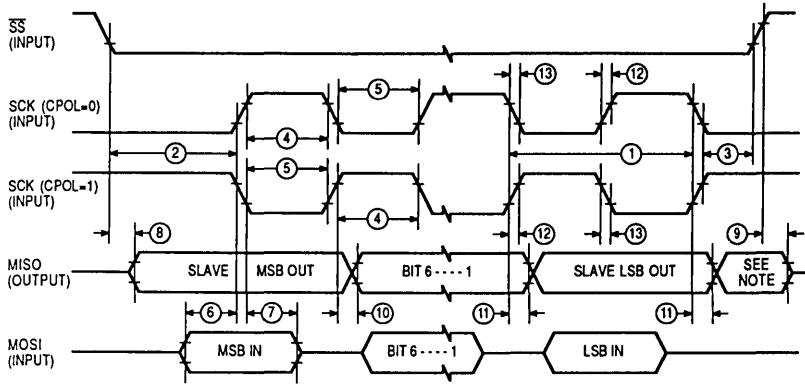 SS
(INPUT)
⑬ ⑫
⑤
SCK (CPOL=0)
(INPUT)
④
② ① ③
⑤
SCK (CPOL=1)
(INPUT)
④
⑧ ⑫ ⑬ ⑨
MISO
(OUTPUT)
SLAVE MSB OUT
BIT 6 - - - - 1
SLAVE LSB OUT
SEE
NOTE
⑥ ⑦ ⑩ ⑪ ⑪
MOSI
(INPUT)
MSB IN
BIT 6 - - - - 1
LSB IN